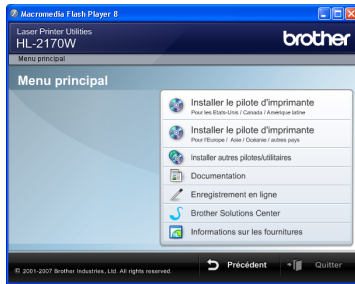 Macromedia Flash Player 8
Laser Printer Utilities
HL-2170W
brother
Menu principal
Menu principal
Installer le pilote d'imprimante
Pour les Etats-Unis / Canada / Amérique latine
Installer le pilote d'imprimante
Pour l'Europe / Asie / Océanie / autres pays
Installer autres pilotes/utilitaires
Documentation
Enregistrement en ligne
Brother Solutions Center
Informations sur les fournitures
© 2001-2007 Brother Industries, Ltd. All rights reserved.
Précédent
Quitter